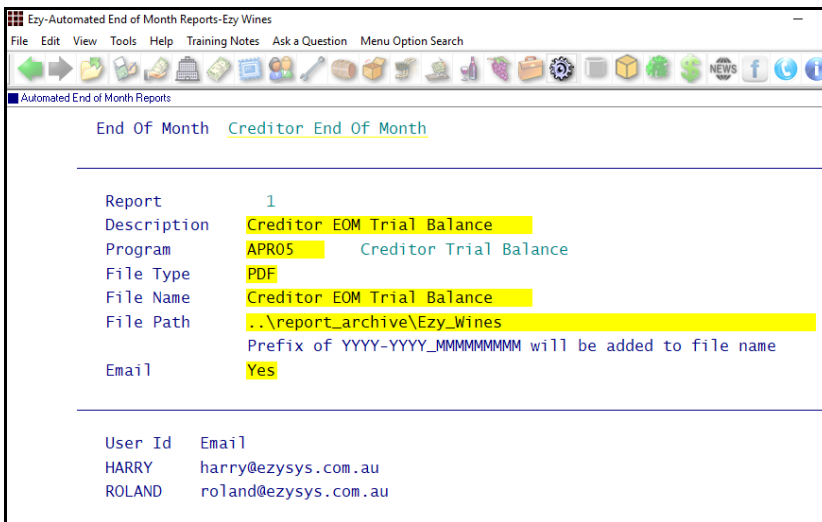 Ezy-Automated End of Month Reports-Ezy Wines
File Edit View Tools Help Training Notes Ask a Question Menu Option Search
NEWS f i
Automated End of Month Reports
End Of Month Creditor End Of Month
Report 1
Description Creditor EOM Trial Balance
Program APR05 Creditor Trial Balance
File Type PDF
File Name Creditor EOM Trial Balance
File Path ..\report_archive\Ezy_Wines
Prefix of YYYY-YYYY_MMMMMMMMM will be added to file name
Email Yes
User Id Email
HARRY harry@ezysys.com.au
ROLAND roland@ezysys.com.au